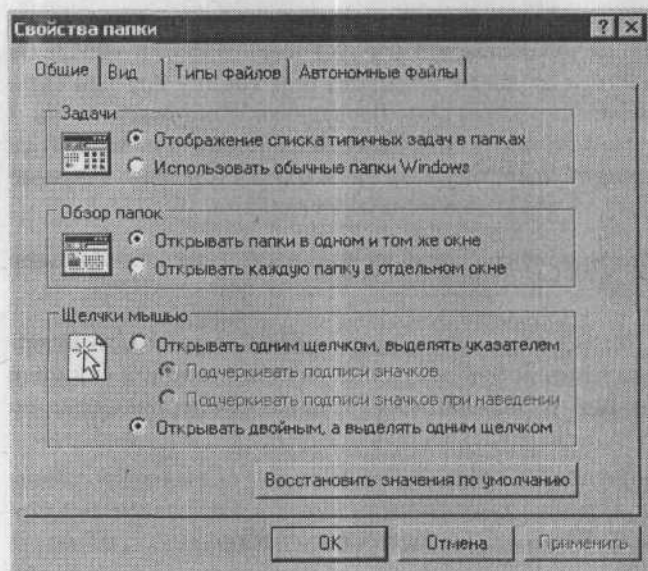 Свойства папки
Общие Вид Типы файлов Автономные файлы
Задачи
Отображение списка типичных задач в папках
Использовать обычные папки Windows
Обзор папок
Открывать папки в одном и том же окне
Открывать каждую папку в отдельном окне
Щелчки мышью
Открывать одним щелчком, выделять указателем
Подчеркивать подписи значков
Подчеркивать подписи значков при наведении
Открывать двойным, а выделять одним щелчком
Восстановить значения по умолчанию
OK Отмена Применить